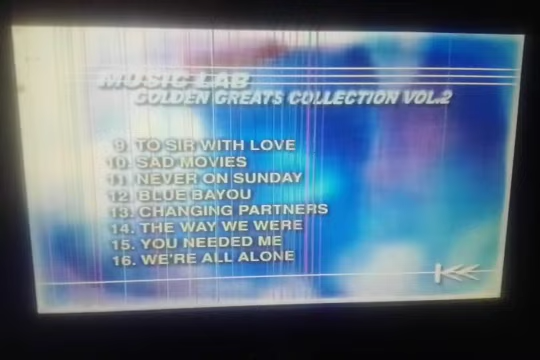 MUSIC LAB
GOLDEN GREATS COLLECTION VOL.2
9. TO SIR WITH LOVE
10. SAD MOVIES
11. NEVER ON SUNDAY
12. BLUE BAYOU
13. CHANGING PARTNERS
14. THE WAY WE WERE
15. YOU NEEDED ME
16. WE'RE ALL ALONE